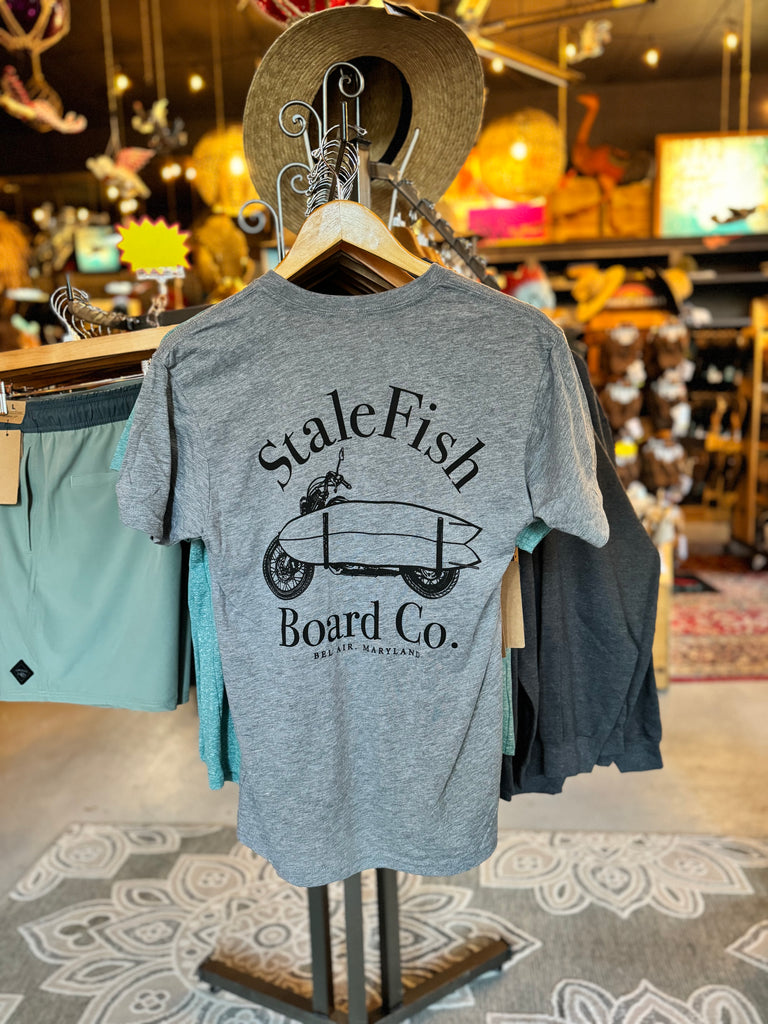 StaleFish
Board Co.
BEL AIR, MARYLAND
L